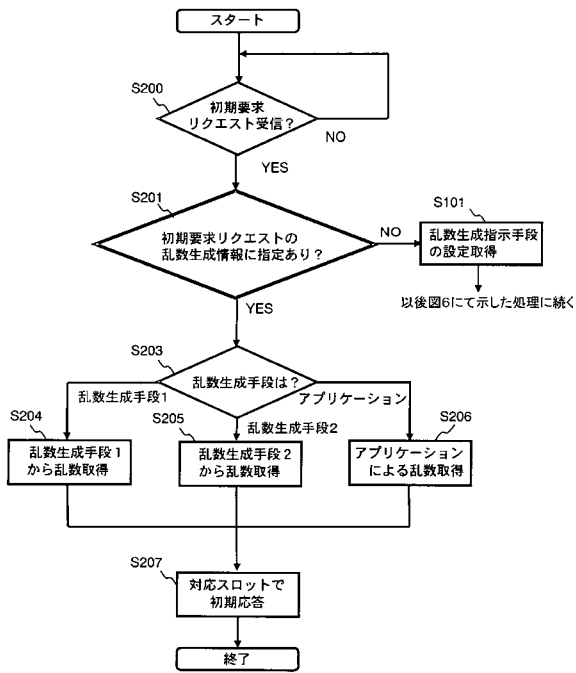 スタート
S200
初期要求
リクエスト受信？
NO
YES
S201
初期要求リクエストの
乱数生成情報に指定あり？
NO
S101
乱数生成指示手段
の設定取得
以後図6にて示した処理に続く
YES
S203
乱数生成手段は？
乱数生成手段1
アプリケーション
乱数生成手段2
S204
乱数生成手段1
から乱数取得
S205
乱数生成手段2
から乱数取得
S206
アプリケーション
による乱数取得
S207
対応スロットで
初期応答
終了